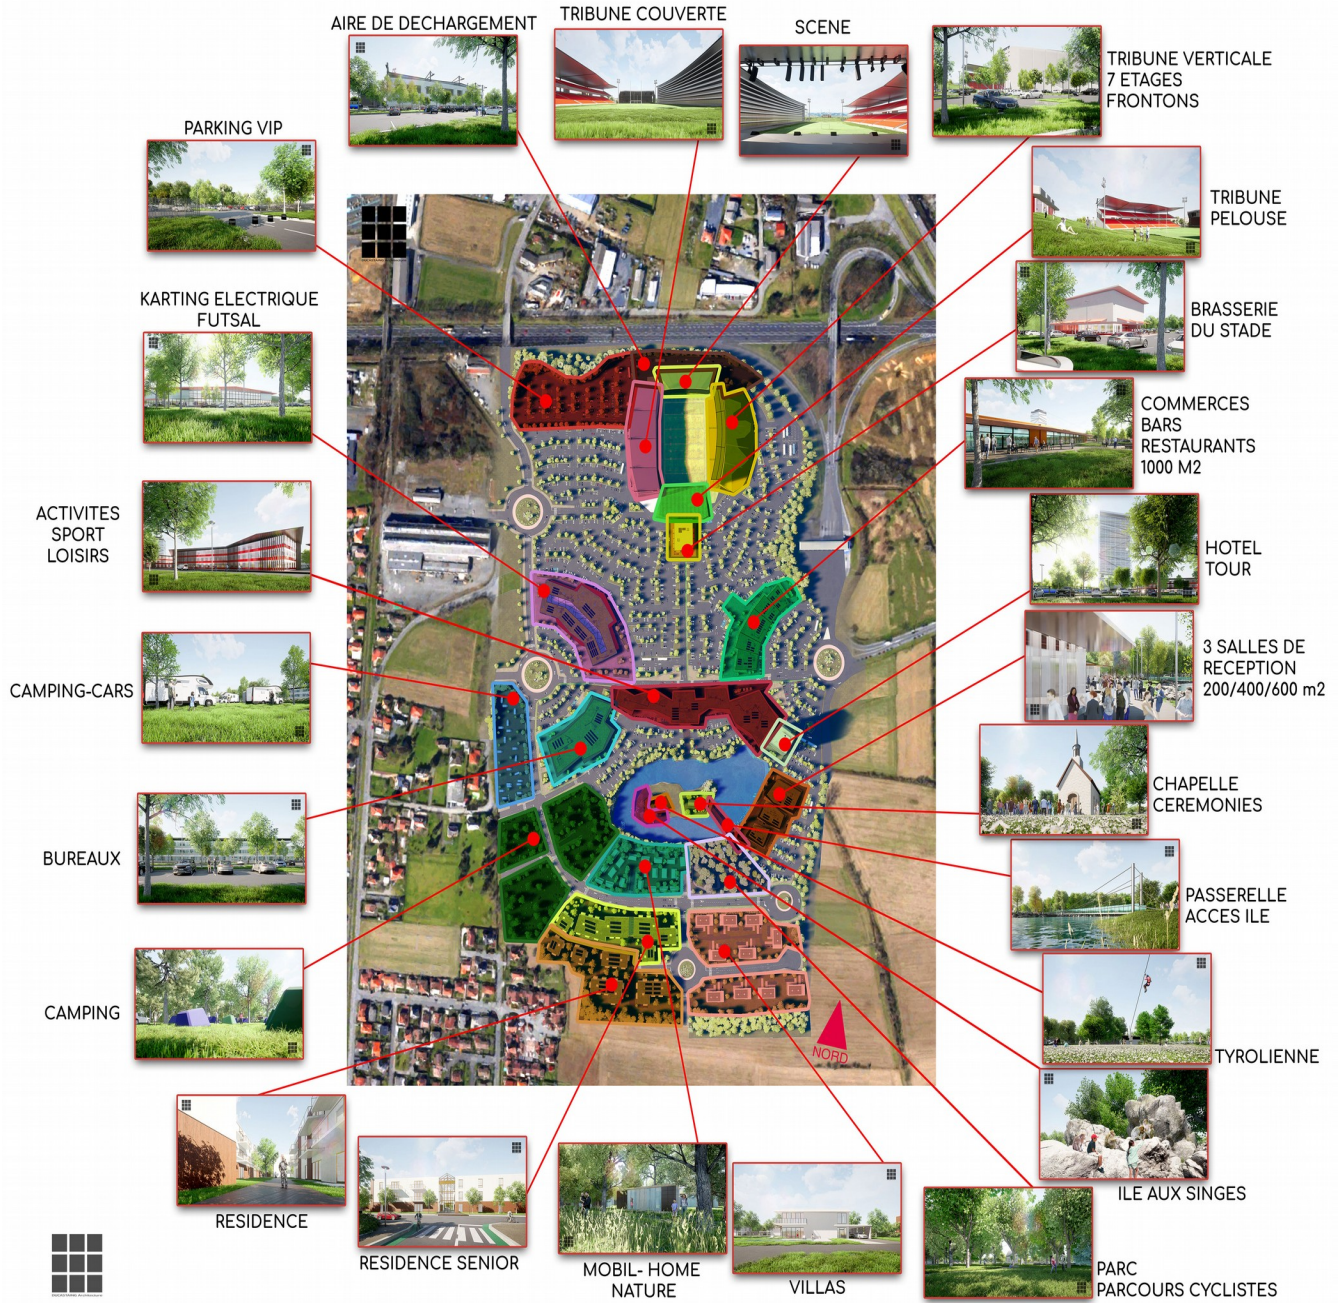 AIRE DE DECHARGEMENT
TRIBUNE COUVERTE
SCENE
TRIBUNE VERTICALE
7 ETAGES
FRONTONS
PARKING VIP
TRIBUNE
PELOUSE
KARTING ELECTRIQUE
FUTSAL
BRASSERIE
DU STADE
COMMERCES
BARS
RESTAURANTS
1000 M2
ACTIVITES
SPORT
LOISIRS
HOTEL
TOUR
3 SALLES DE
RECEPTION
200/400/600 m2
CAMPING-CARS
CHAPELLE
CEREMONIES
BUREAUX
PASSERELLE
ACCES ILE
CAMPING
NORD
TYROLIENNE
ILE AUX SINGES
RESIDENCE
RESIDENCE SENIOR
MOBIL- HOME
NATURE
VILLAS
PARC
PARCOURS CYCLISTES